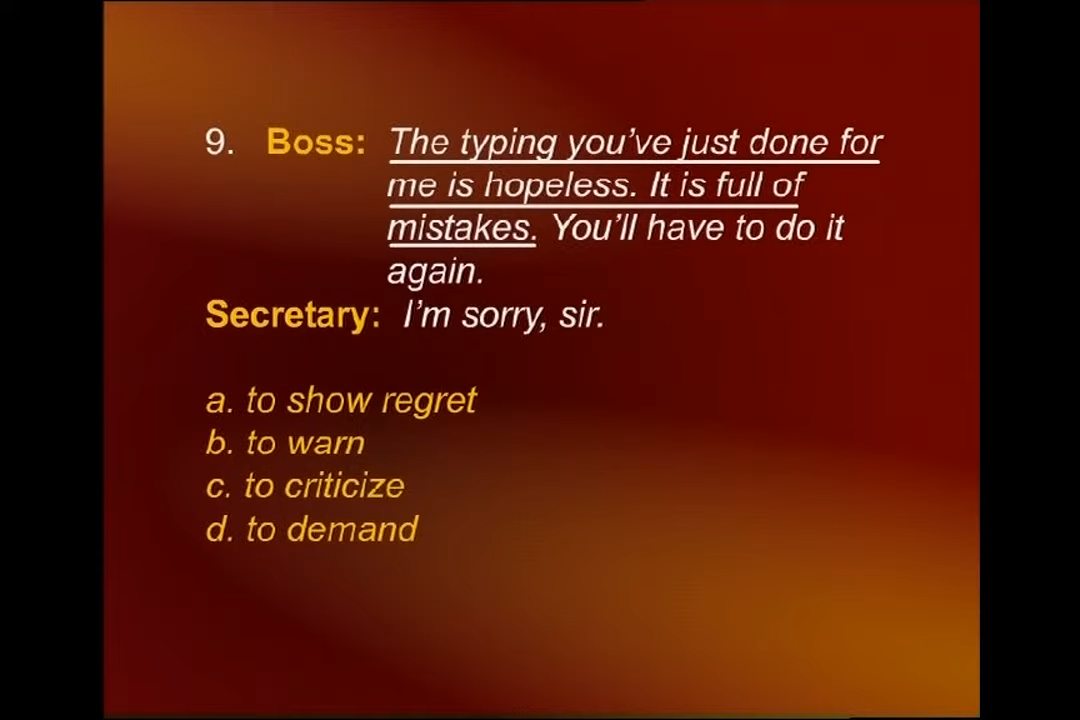 9. Boss: The typing you've just done for
me is hopeless. It is full of
mistakes. You'll have to do it
again.
Secretary: I'm sorry, sir.
a. to show regret
b. to warn
c. to criticize
d. to demand